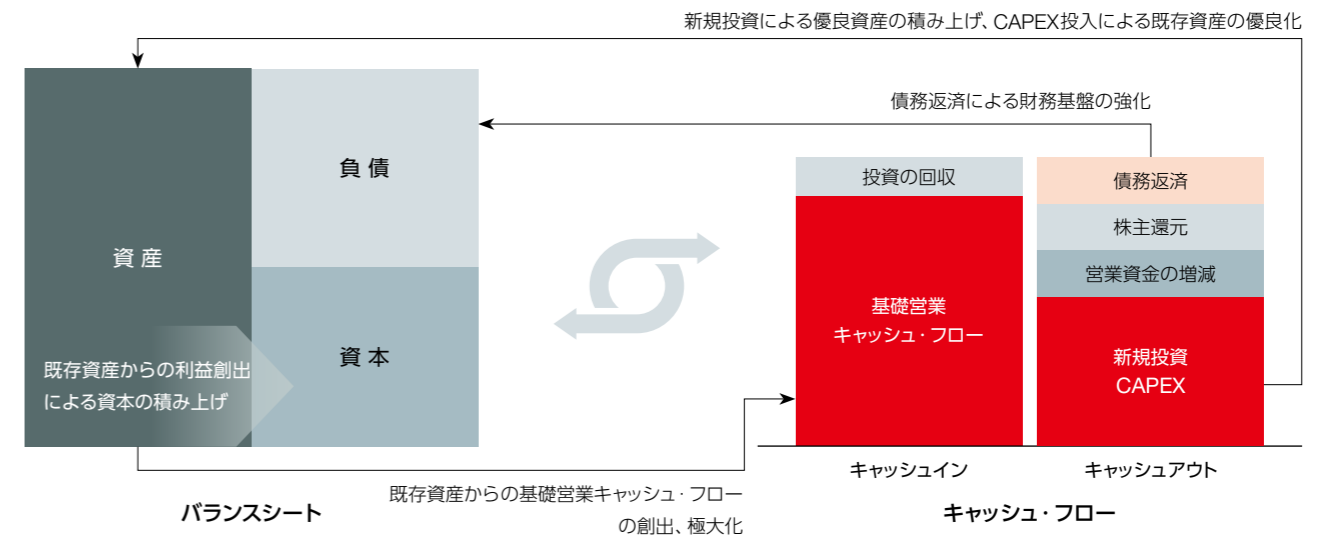 新規投資による優良資産の積み上げ、CAPEX投入による既存資産の優良化
債務返済による財務基盤の強化
負 債
資 産
資 本
既存資産からの利益創出
による資本の積み上げ
投資の回収
基礎営業
キャッシュ・フロー
債務返済
株主還元
営業資金の増減
新規投資
CAPEX
キャッシュイン
キャッシュアウト
既存資産からの基礎営業キャッシュ・フロー
の創出、極大化
バランスシート
キャッシュ・フロー